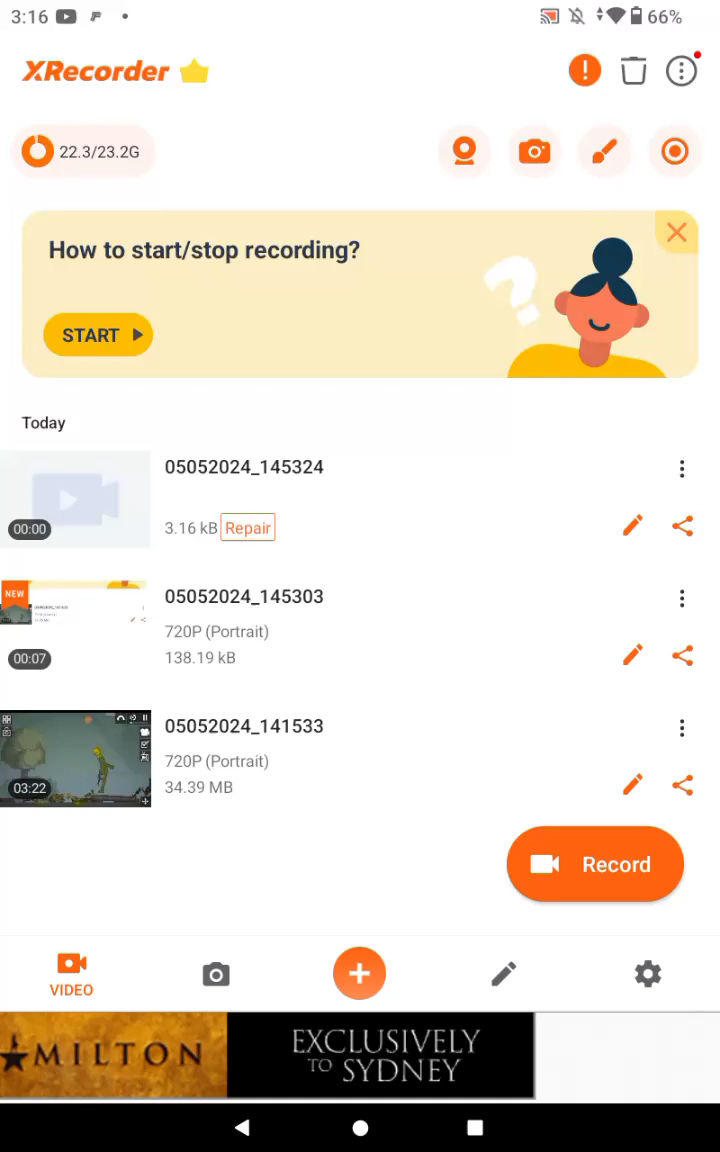 3:16
66%
XRecorder
22.3/23.2G
How to start/stop recording?
START
Today
05052024_145324
00:00
3.16 kB Repair
NEW
05052024_145303
720P (Portrait)
00:07
138.19 kB
05052024_141533
720P (Portrait)
03:22
34.39 MB
Record
VIDEO
MILTON
EXCLUSIVELY
TO SYDNEY